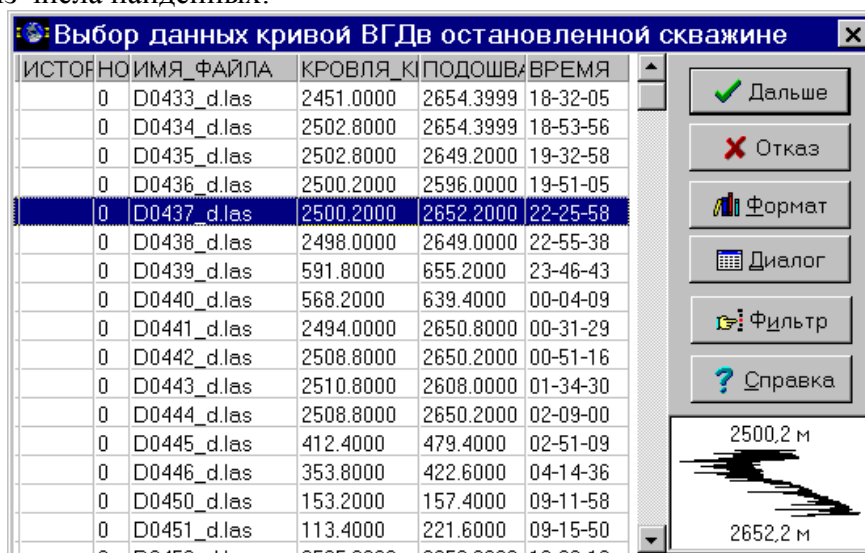 из числа найденных:
Выбор данных кривой ВГДв остановленной скважине
ИСТОР НО ИМЯ_ФАЙЛА КРОВЛЯ_К ПОДОШВА ВРЕМЯ
0 D0433_d.las 2451.0000 2654.3999 18-32-05
0 D0434_d.las 2502.8000 2654.3999 18-53-56
0 D0435_d.las 2502.8000 2649.2000 19-32-58
0 D0436_d.las 2500.2000 2596.0000 19-51-05
0 D0437_d.las 2500.2000 2652.2000 22-25-58
0 D0438_d.las 2498.0000 2649.0000 22-55-38
0 D0439_d.las 591.8000 655.2000 23-46-43
0 D0440_d.las 568.2000 639.4000 00-04-09
0 D0441_d.las 2494.0000 2650.8000 00-31-29
0 D0442_d.las 2508.8000 2650.2000 00-51-16
0 D0443_d.las 2510.8000 2608.0000 01-34-30
0 D0444_d.las 2508.8000 2650.2000 02-09-00
0 D0445_d.las 412.4000 479.4000 02-51-09
0 D0446_d.las 353.8000 422.6000 04-14-36
0 D0450_d.las 153.2000 157.4000 09-11-58
0 D0451_d.las 113.4000 221.6000 09-15-50
Дальше
Отказ
Формат
Диалог
Фильтр
Справка
2500,2 м
2652,2 м